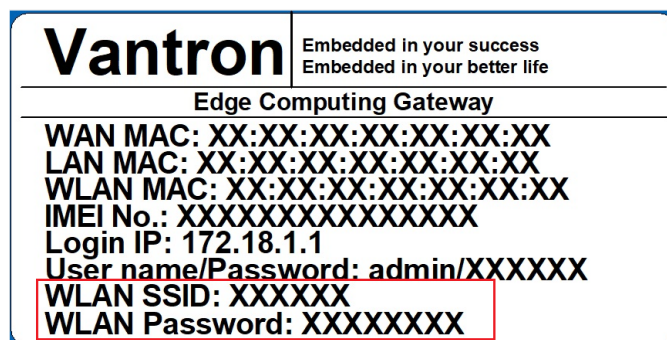 Vantron
Embedded in your success
Embedded in your better life
Edge Computing Gateway
WAN MAC: XX:XX:XX:XX:XX:XX:XX
LAN MAC: XX:XX:XX:XX:XX:XX:XX
WLAN MAC: XX:XX:XX:XX:XX:XX:XX
IMEI No.: XXXXXXXXXXXXXXX
Login IP: 172.18.1.1
User name/Password: admin/XXXXXX
WLAN SSID: XXXXXX
WLAN Password: XXXXXXXX